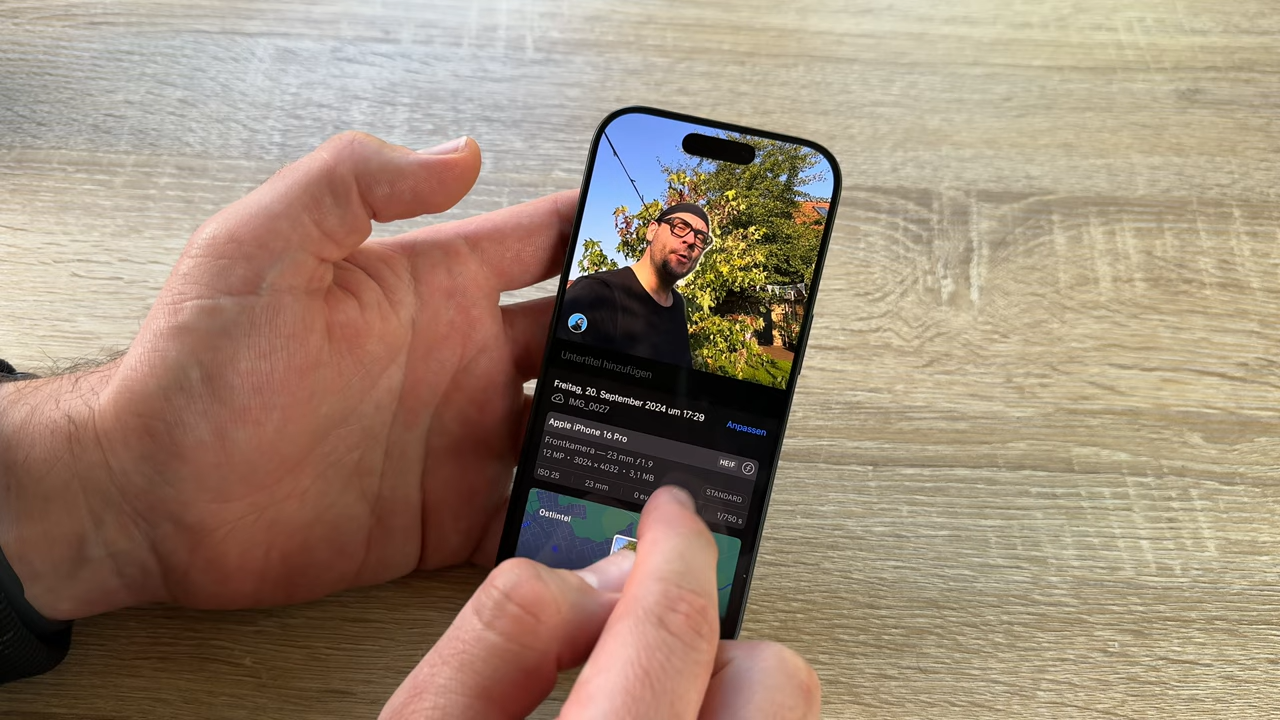 Untertitel hinzufügen
Freitag, 20. September 2024 um 17:29
IMG_0027
Anpassen
Apple iPhone 16 Pro
HEIF
Frontkamera — 23 mm ƒ1.9
12 MP • 3024 × 4032 • 3,1 MB
STANDARD
ISO 25
23 mm
0 ev
1/750 s
Ostlintel